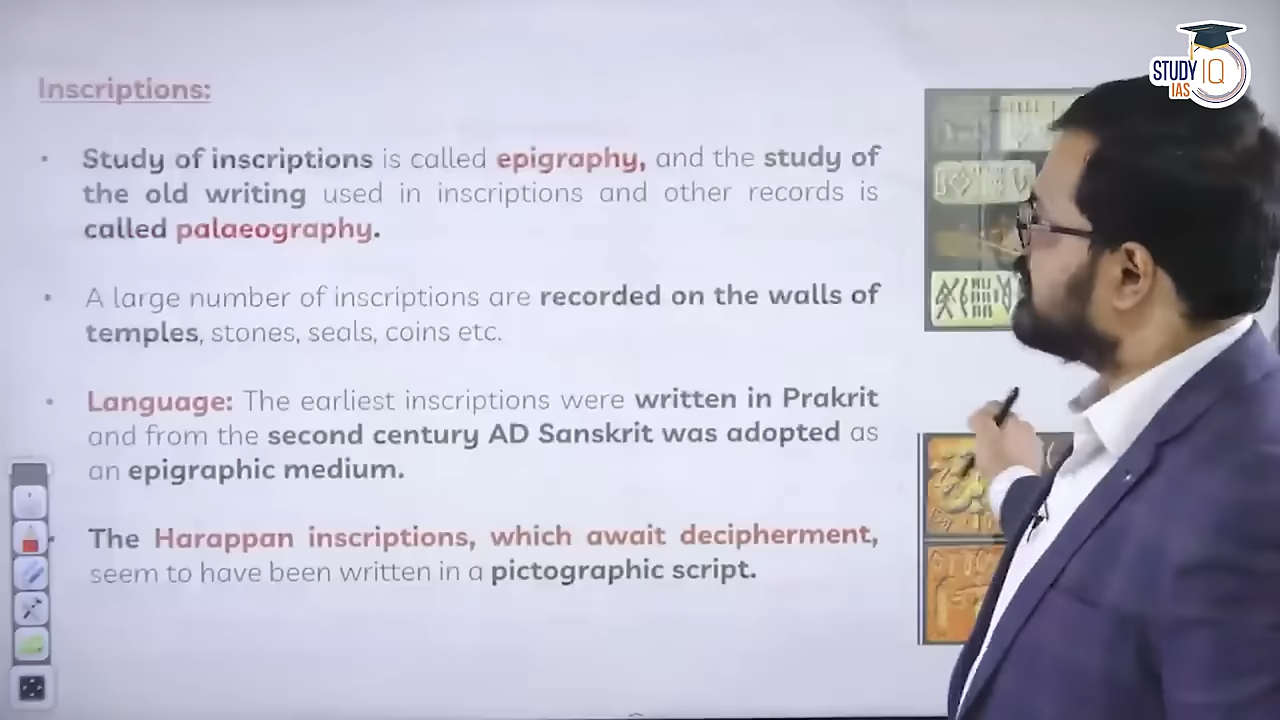 STUDY IQ
IAS
Inscriptions:
• Study of inscriptions is called epigraphy, and the study of
the old writing used in inscriptions and other records is
called palaeography.
• A large number of inscriptions are recorded on the walls of
temples, stones, seals, coins etc.
• Language: The earliest inscriptions were written in Prakrit
and from the second century AD Sanskrit was adopted as
an epigraphic medium.
• The Harappan inscriptions, which await decipherment,
seem to have been written in a pictographic script.